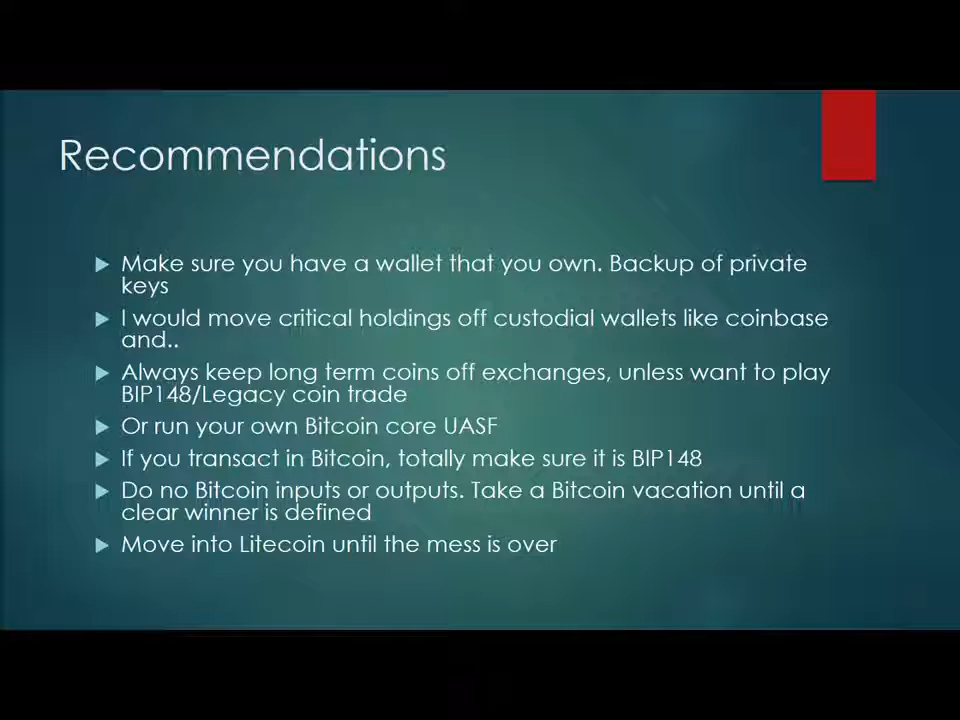 Recommendations
Make sure you have a wallet that you own. Backup of private
keys
I would move critical holdings off custodial wallets like coinbase
and..
Always keep long term coins off exchanges, unless want to play
BIP148/Legacy coin trade
Or run your own Bitcoin core UASF
If you transact in Bitcoin, totally make sure it is BIP148
Do no Bitcoin inputs or outputs. Take a Bitcoin vacation until a
clear winner is defined
Move into Litecoin until the mess is over